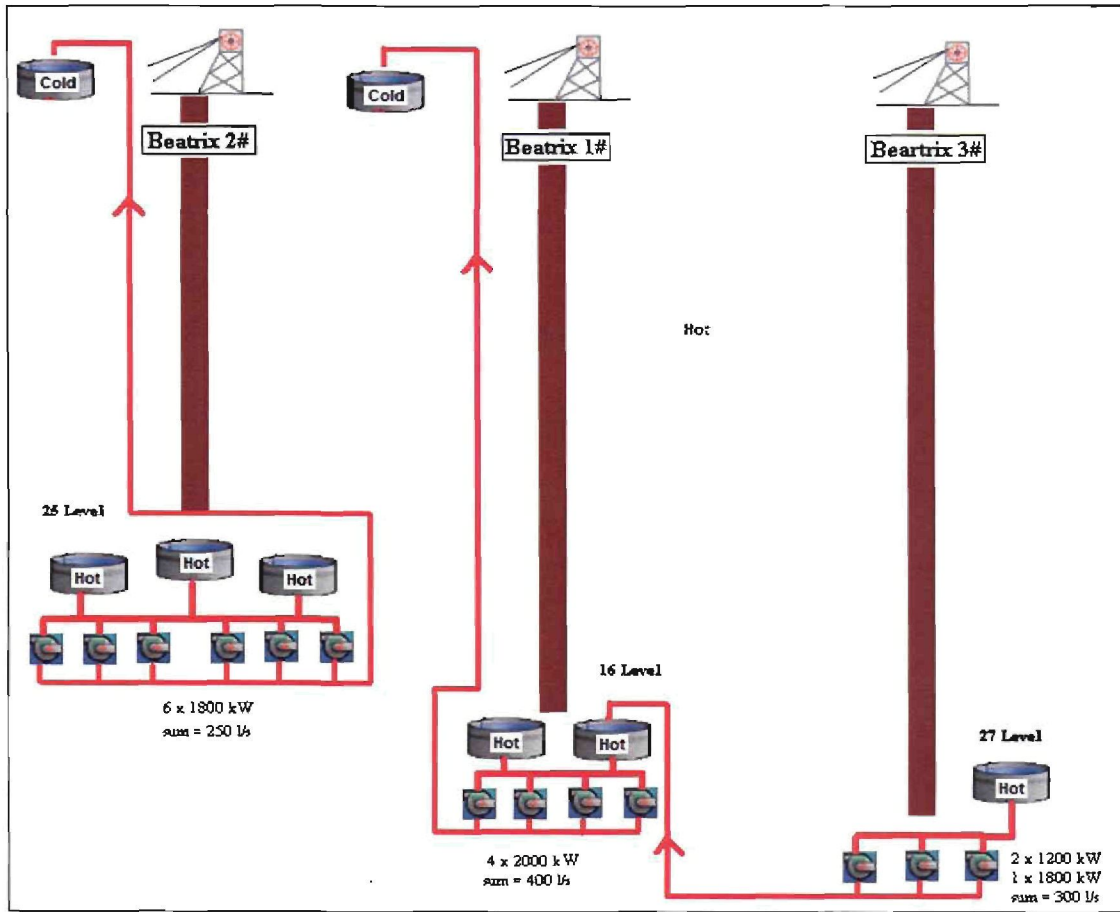 Cold
Cold
Beatrix 2#
Beatrix 1#
Beartrix 3#
Hot
25 Level
Hot
Hot
Hot
6 x 1800 kW
sum = 250 l/s
16 Level
Hot
Hot
4 x 2000 kW
sum = 400 l/s
27 Level
Hot
2 x 1200 kW
1 x 1800 kW
sum = 300 l/s